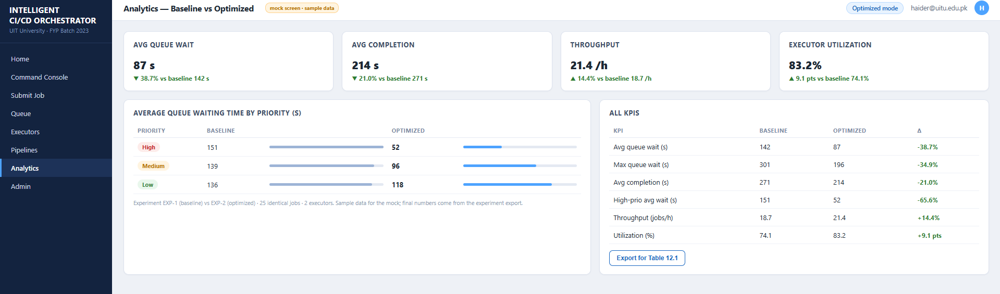 INTELLIGENT
CI/CD ORCHESTRATOR
UIT University · FYP Batch 2023
Home
Command Console
Submit Job
Queue
Executors
Pipelines
Analytics
Admin
Analytics — Baseline vs Optimized
mock screen · sample data
Optimized mode
haider@uitu.edu.pk
H
AVG QUEUE WAIT
87 s
▼ 38.7% vs baseline 142 s
AVG COMPLETION
214 s
▼ 21.0% vs baseline 271 s
THROUGHPUT
21.4 /h
▲ 14.4% vs baseline 18.7 /h
EXECUTOR UTILIZATION
83.2%
▲ 9.1 pts vs baseline 74.1%
AVERAGE QUEUE WAITING TIME BY PRIORITY (S)
PRIORITY BASELINE OPTIMIZED
High 151 52
Medium 139 96
Low 136 118
Experiment EXP-1 (baseline) vs EXP-2 (optimized) · 25 identical jobs · 2 executors. Sample data for the mock; final numbers come from the experiment export.
ALL KPIS
KPI BASELINE OPTIMIZED Δ
Avg queue wait (s) 142 87 -38.7%
Max queue wait (s) 301 196 -34.9%
Avg completion (s) 271 214 -21.0%
High-prio avg wait (s) 151 52 -65.6%
Throughput (jobs/h) 18.7 21.4 +14.4%
Utilization (%) 74.1 83.2 +9.1 pts
Export for Table 12.1